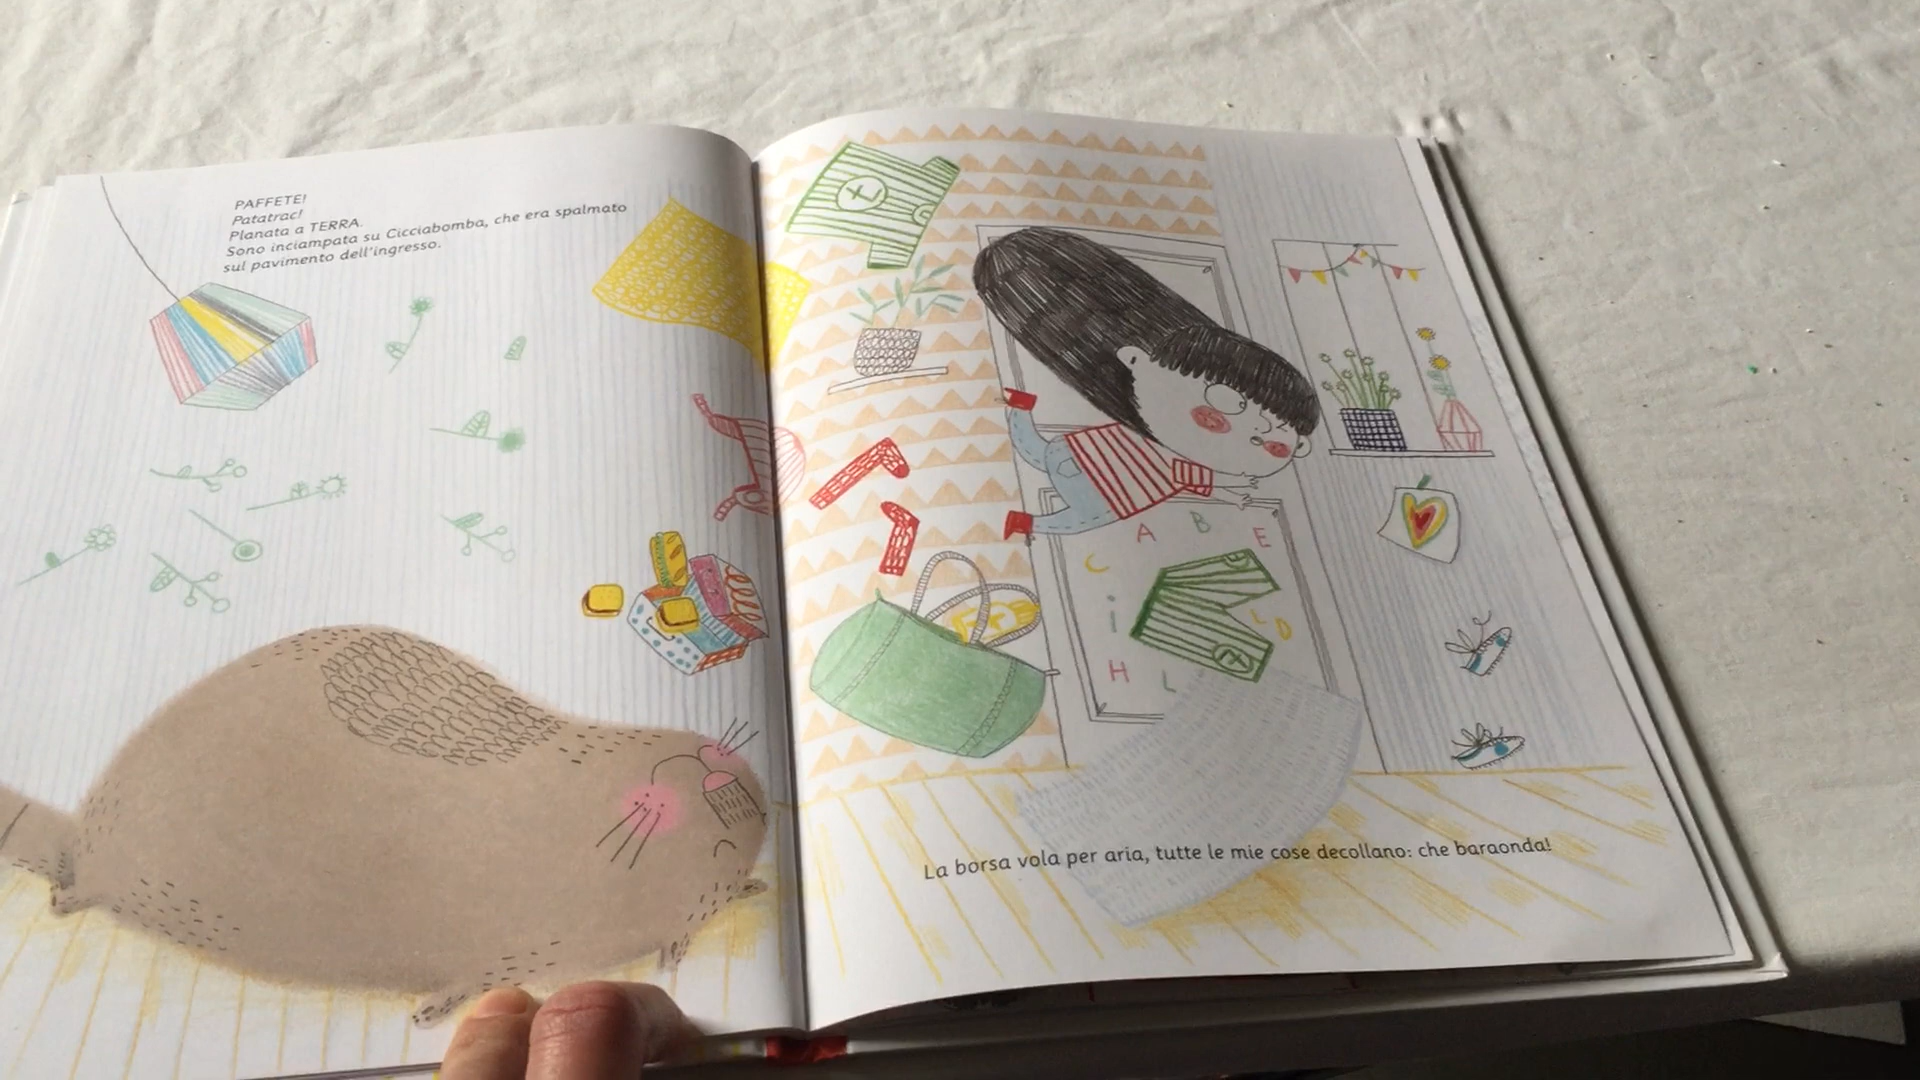 PAFFETE!
Patatrac!
Planata a TERRA.
Sono inciampata su Cicciabomba, che era spalmato
sul pavimento dell'ingresso.
A B E
C
i L D
H L
La borsa vola per aria, tutte le mie cose decollano: che baraonda!